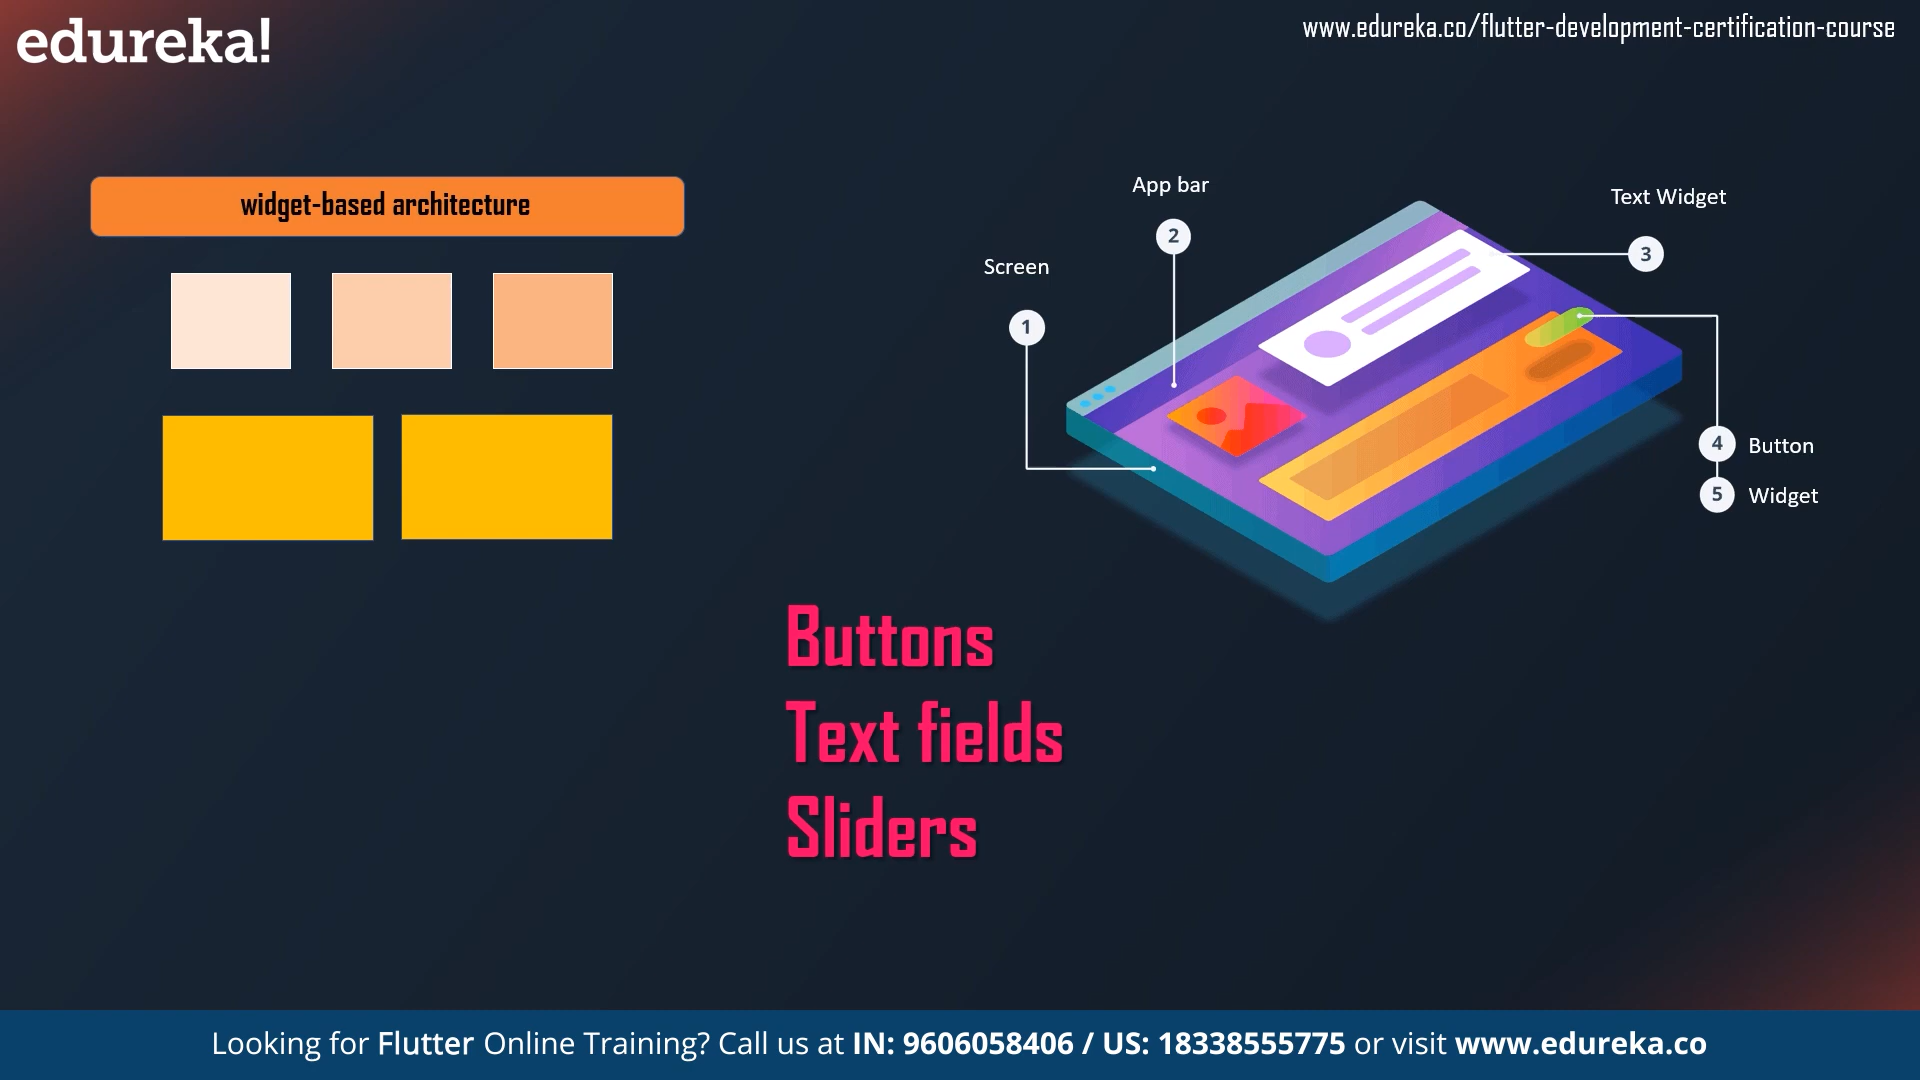 edureka!
www.edureka.co/flutter-development-certification-course
widget-based architecture
App bar
Text Widget
2
3
Screen
1
4 Button
5 Widget
Buttons
Text fields
Sliders
Looking for Flutter Online Training? Call us at IN: 9606058406 / US: 18338555775 or visit www.edureka.co